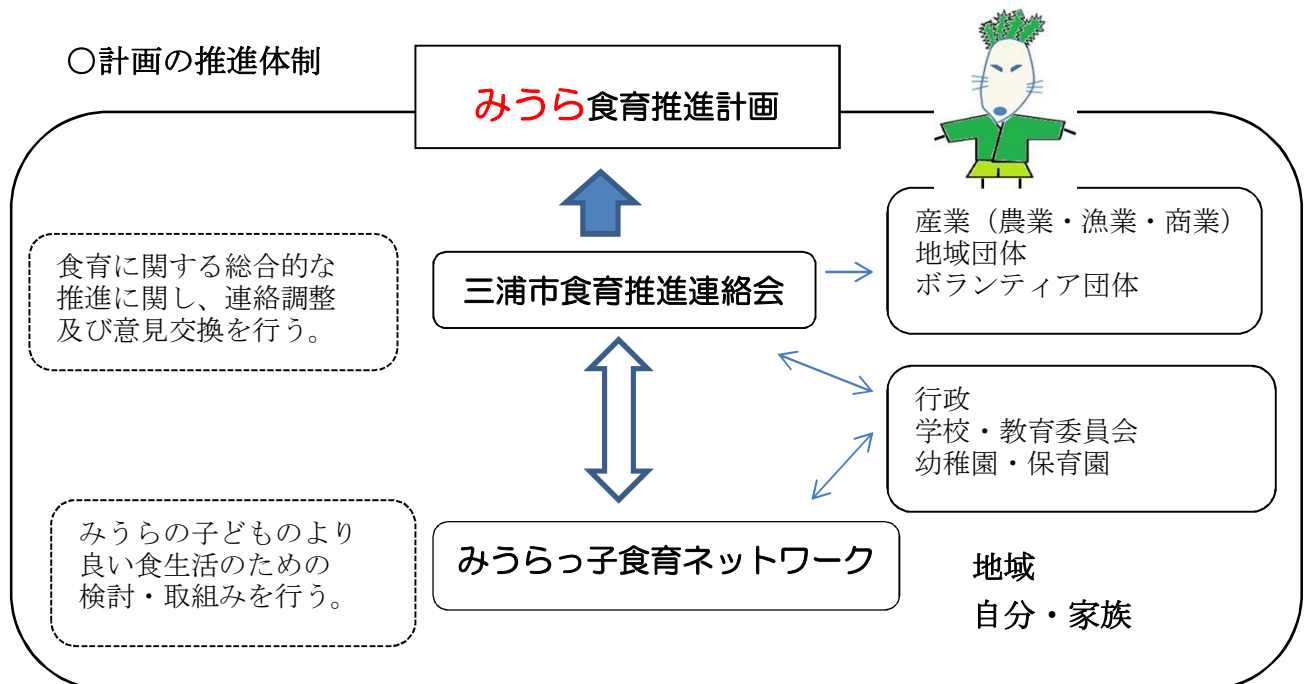 ○計画の推進体制
みうら食育推進計画
食育に関する総合的な
推進に関し、連絡調整
及び意見交換を行う。
三浦市食育推進連絡会
産業（農業・漁業・商業）
地域団体
ボランティア団体
行政
学校・教育委員会
幼稚園・保育園
みうらの子どものより
良い食生活のための
検討・取組みを行う。
みうらっ子食育ネットワーク
地域
自分・家族